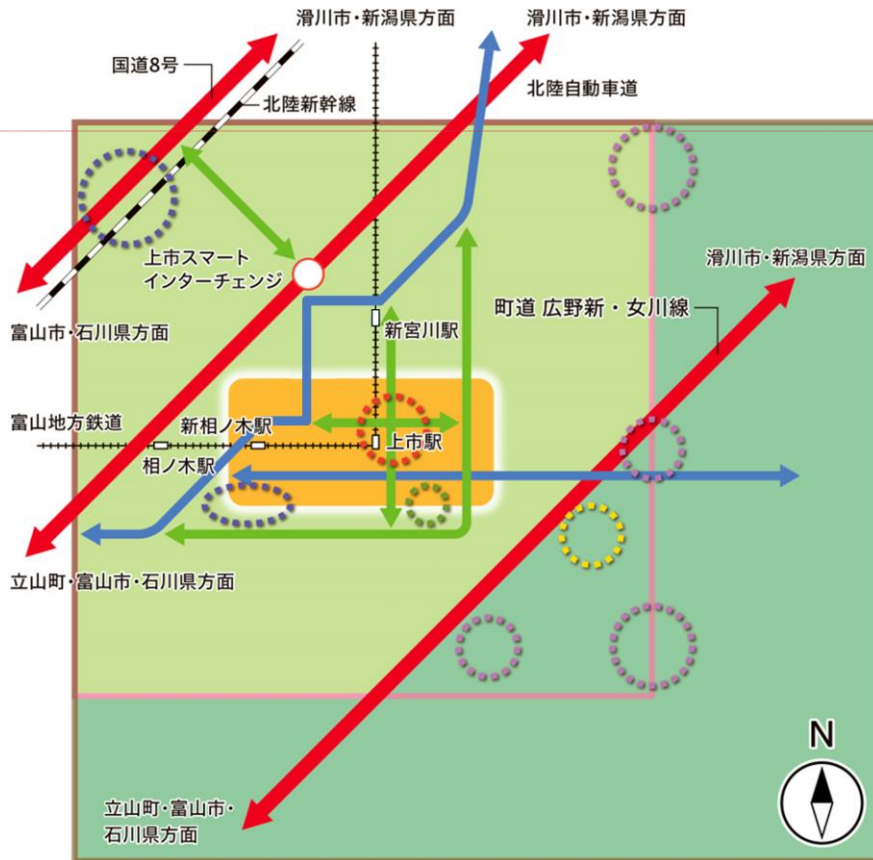 滑川市・新潟県方面
滑川市・新潟県方面
国道8号
北陸新幹線
北陸自動車道
上市スマート
インターチェンジ
滑川市・新潟県方面
町道 広野新・女川線
富山市・石川県方面
新宮川駅
富山地方鉄道
新相ノ木駅
上市駅
相ノ木駅
立山町・富山市・石川県方面
N
立山町・富山市・
石川県方面